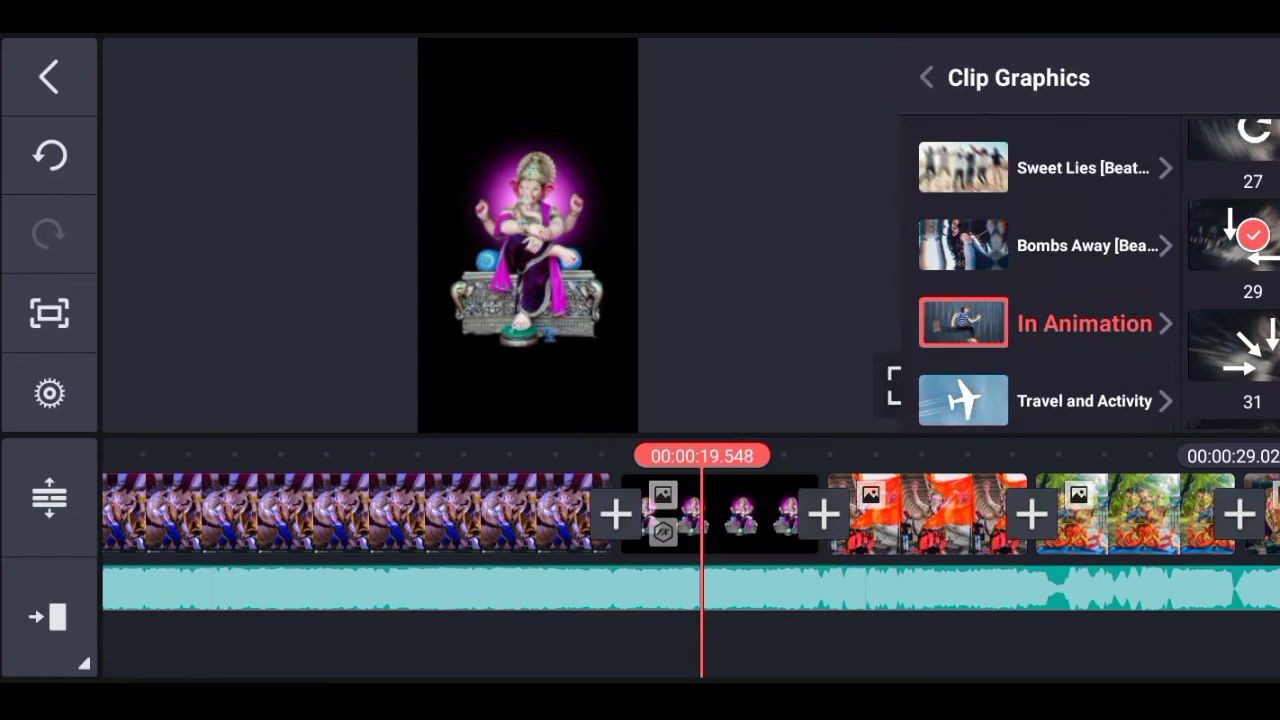 Clip Graphics
Sweet Lies [Beat...
27
Bombs Away [Bea...
29
In Animation
31
Travel and Activity
00:00:19.548
00:00:29.02